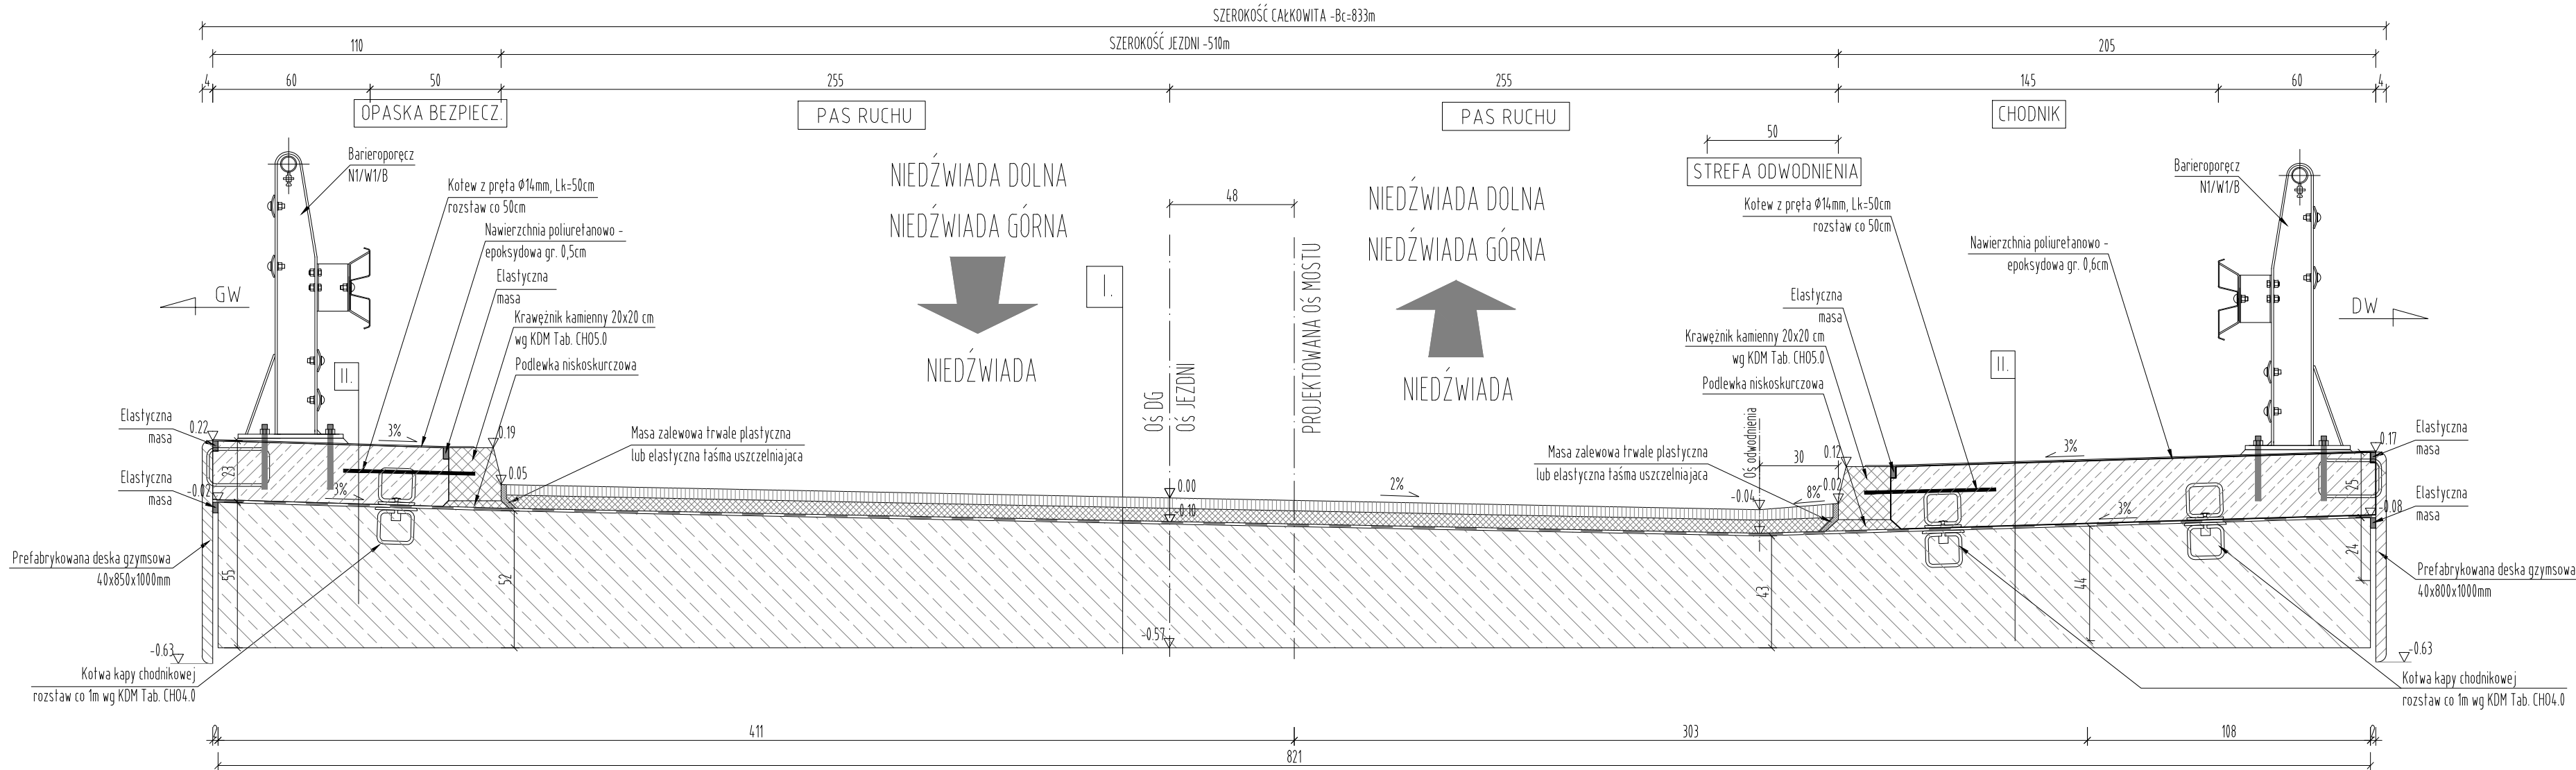 SZEROKOŚĆ CAŁKOWITA -Bc=833m
110
SZEROKOŚĆ JEZDNI -510m
205
4
60
50
255
255
145
60
4
OPASKA BEZPIECZ.
PAS RUCHU
PAS RUCHU
CHODNIK
50
STREFA ODWODNIENIA
Barieroporęcz
N1/W1/B
Kotew z pręta Φ14mm, Lk=50cm
rozstaw co 50cm
Nawierzchnia poliuretanowo -
epoksydowa gr. 0,5cm
Elastyczna
masa
Krawężnik kamienny 20x20 cm
wg KDM Tab. CHO5.0
Podlewka niskoskurczowa
NIEDŹWIADA DOLNA
NIEDŹWIADA GÓRNA
NIEDŹWIADA
48
I.
OŚ DG
OŚ JEZDNI
PROJEKTOWANA OŚ MOSTU
NIEDŹWIADA DOLNA
NIEDŹWIADA GÓRNA
NIEDŹWIADA
Kotew z pręta Φ14mm, Lk=50cm
rozstaw co 50cm
Elastyczna
masa
Krawężnik kamienny 20x20 cm
wg KDM Tab. CHO5.0
Podlewka niskoskurczowa
Nawierzchnia poliuretanowo -
epoksydowa gr. 0,6cm
Barieroporęcz
N1/W1/B
GW
DW
II.
II.
Elastyczna
masa
0.22
3%
0.19
Masa zalewowa trwale plastyczna
lub elastyczna taśma uszczelniajaca
0.05
23
Elastyczna
masa
-0.02
3%
0.00
-0.10
2%
Masa zalewowa trwale plastyczna
lub elastyczna taśma uszczelniajaca
Oś odwodnienia
30
0.12
-0.04
8%
-0.02
3%
3%
0.17
Elastyczna
masa
25
-0.08
Elastyczna
masa
24
Prefabrykowana deska gzymsowa
40x850x1000mm
55
52
43
44
Prefabrykowana deska gzymsowa
40x800x1000mm
-0.57
-0.63
-0.63
Kotwa kapy chodnikowej
rozstaw co 1m wg KDM Tab. CHO4.0
Kotwa kapy chodnikowej
rozstaw co 1m wg KDM Tab. CHO4.0
411
303
108
821